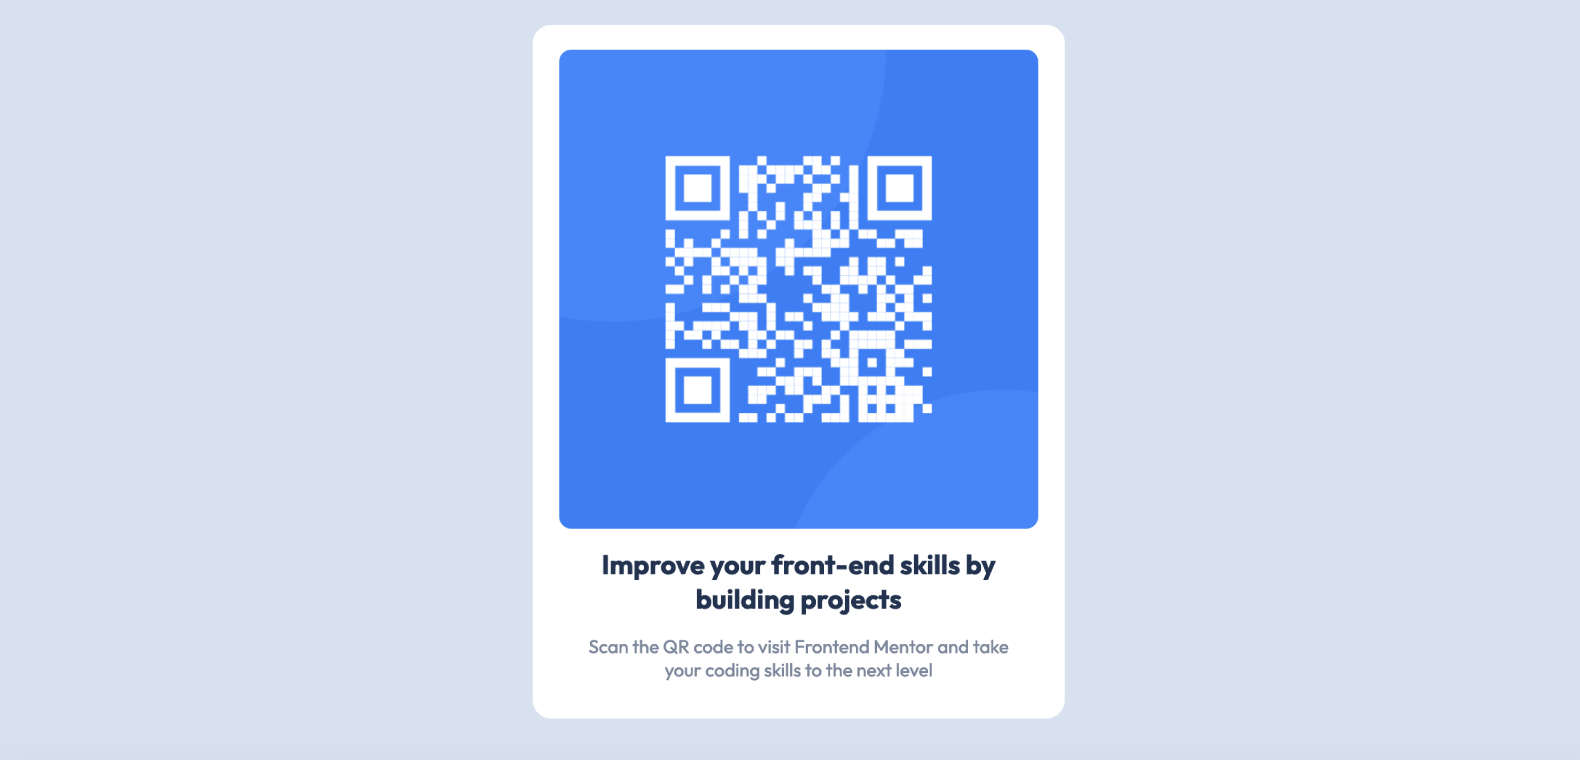 Improve your front-end skills by
building projects
Scan the QR code to visit Frontend Mentor and take
your coding skills to the next level